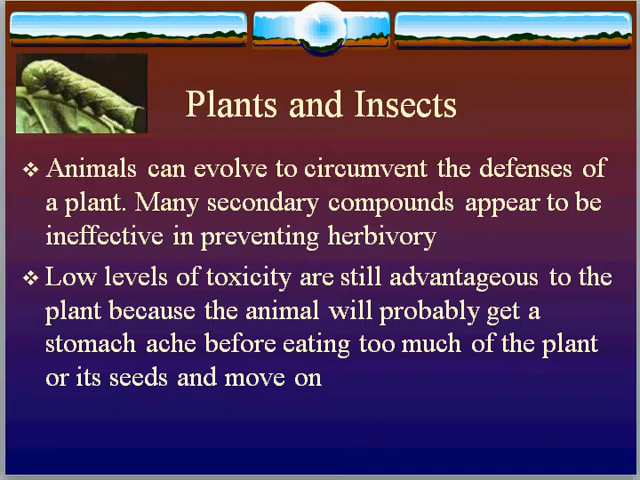 Plants and Insects
Animals can evolve to circumvent the defenses of
a plant. Many secondary compounds appear to be
ineffective in preventing herbivory
Low levels of toxicity are still advantageous to the
plant because the animal will probably get a
stomach ache before eating too much of the plant
or its seeds and move on